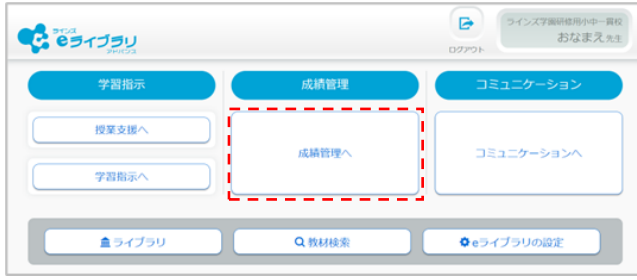 ラインズ
eライブラリ
アドバンス
ログアウト
ラインズ学園研修用小中一貫校
おなまえ先生
学習指示
成績管理
コミュニケーション
授業支援へ
学習指示へ
成績管理へ
コミュニケーションへ
ライブラリ
教材検索
eライブラリの設定